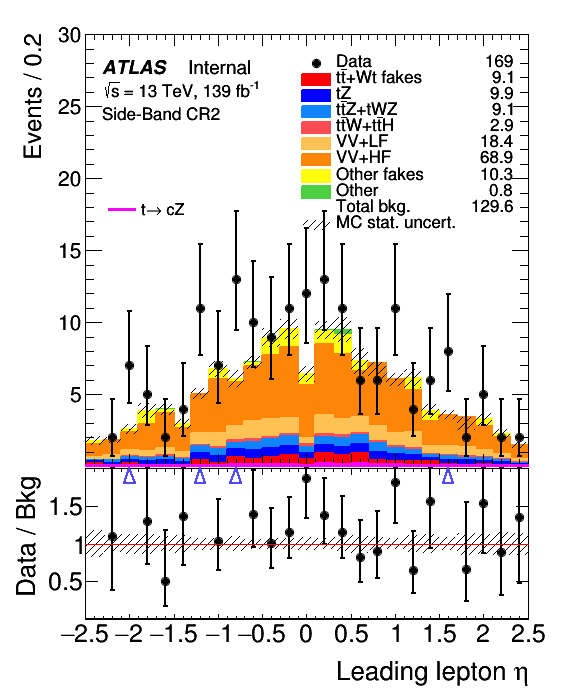 30
25
20
15
10
5
Events / 0.2
ATLAS Internal
√s = 13 TeV, 139 fb⁻¹
Side-Band CR2
t→ cZ
Data 169
tt̄+Wt fakes 9.1
tZ 9.9
tt̄Z+tWZ 9.1
tt̄W+tt̄H 2.9
VV+LF 18.4
VV+HF 68.9
Other fakes 10.3
Other 0.8
Total bkg. 129.6
MC stat. uncert.
Data / Bkg
1.5
1
0.5
−2.5 −2 −1.5 −1 −0.5 0 0.5 1 1.5 2 2.5
Leading lepton η